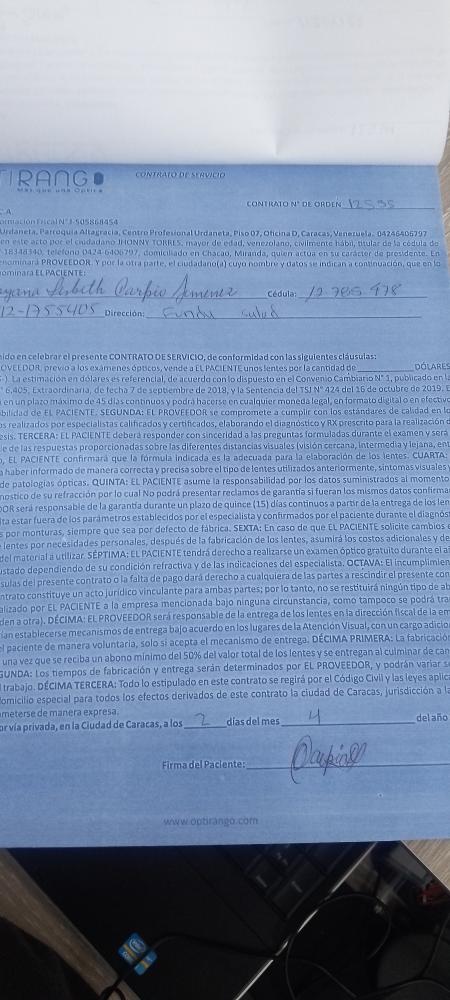 TIRANGO
Más que una Óptica
CONTRATO DE SERVICIO
CONTRATO N° DE ORDEN 12535
C.A
ormación Fiscal N° J-505868454
Urdaneta, Parroquia Altagracia, Centro Profesional Urdaneta, Piso 07, Oficina D, Caracas, Venezuela. 04246406797
en este acto por el ciudadano JHONNY TORRES, mayor de edad, venezolano, civilmente hábil, titular de la cédula de
18348340, teléfono 0424-6406797, domiciliado en Chacao, Miranda, quien actúa en su carácter de presidente. En
enominará PROVEEDOR. Y por la otra parte, el ciudadano(a) cuyo nombre y datos se indican a continuación, que en lo
nominará EL PACIENTE:
Lisbeth Carpio Jimenez Cédula: 12.785.478
12-1755405 Dirección: Funda salud
nido en celebrar el presente CONTRATO DE SERVICIO, de conformidad con las siguientes cláusulas:
OVEEDOR, previo a los exámenes ópticos, vende a EL PACIENTE unos lentes por la cantidad de DÓLARES
-). La estimación en dólares es referencial, de acuerdo con lo dispuesto en el Convenio Cambiario N° 1, publicado en la
° 6.405, Extraordinaria, de fecha 7 de septiembre de 2018, y la Sentencia del TSJ N° 424 del 16 de octubre de 2019. E
á en un plazo máximo de 45 días continuos y podrá hacerse en cualquier moneda legal, en formato digital o en efectivo
abilidad de EL PACIENTE. SEGUNDA: EL PROVEEDOR se compromete a cumplir con los estándares de calidad en lo
os realizados por especialistas calificados y certificados, elaborando el diagnóstico y RX prescrito para la realización d
esis. TERCERA: EL PACIENTE deberá responder con sinceridad a las preguntas formuladas durante el examen y será
e de las respuestas proporcionadas sobre las diferentes distancias visuales (visión cercana, intermedia y lejana, ent
, EL PACIENTE confirmará que la fórmula indicada es la adecuada para la elaboración de los lentes. CUARTA:
a haber informado de manera correcta y precisa sobre el tipo de lentes utilizados anteriormente, síntomas visuales y
de patologías ópticas. QUINTA: EL PACIENTE asume la responsabilidad por los datos suministrados al momento
nostico de su refracción por lo cual No podrá presentar reclamos de garantía si fueran los mismos datos confirma
OR será responsable de la garantía durante un plazo de quince (15) días continuos a partir de la entrega de los len
lta estar fuera de los parámetros establecidos por el especialista y confirmados por el paciente durante el diagnóst
s por monturas, siempre que sea por defecto de fábrica. SEXTA: En caso de que EL PACIENTE solicite cambios e
lentes por necesidades personales, después de la fabricación de los lentes, asumirá los costos adicionales y de
del material a utilizar. SÉPTIMA: EL PACIENTE tendrá derecho a realizarse un examen óptico gratuito durante el a
ustado dependiendo de su condición refractiva y de las indicaciones del especialista. OCTAVA: El incumplimien
sulas del presente contrato o la falta de pago dará derecho a cualquiera de las partes a rescindir el presente con
ntrato constituye un acto jurídico vinculante para ambas partes; por lo tanto, no se restituirá ningún tipo de ab
alizado por EL PACIENTE a la empresa mencionada bajo ninguna circunstancia, como tampoco se podrá tra
den a otra). DÉCIMA: EL PROVEEDOR será responsable de la entrega de los lentes en la dirección fiscal de la em
rían establecerse mecanismos de entrega bajo acuerdo en los lugares de la Atención Visual, con un cargo adicio
el paciente de manera voluntaria, solo si acepta el mecanismo de entrega. DÉCIMA PRIMERA: La fabricación
una vez que se reciba un abono mínimo del 50% del valor total de los lentes y se entregan al culminar de can
GUNDA: Los tiempos de fabricación y entrega serán determinados por EL PROVEEDOR, y podrán variar se
l trabajo. DÉCIMA TERCERA: Todo lo estipulado en este contrato se regirá por el Código Civil y las leyes aplica
omicilio especial para todos los efectos derivados de este contrato la ciudad de Caracas, jurisdicción a la
meterse de manera expresa.
or vía privada, en la Ciudad de Caracas, a los 2 días del mes 4 del año
Firma del Paciente:
www.optirango.com